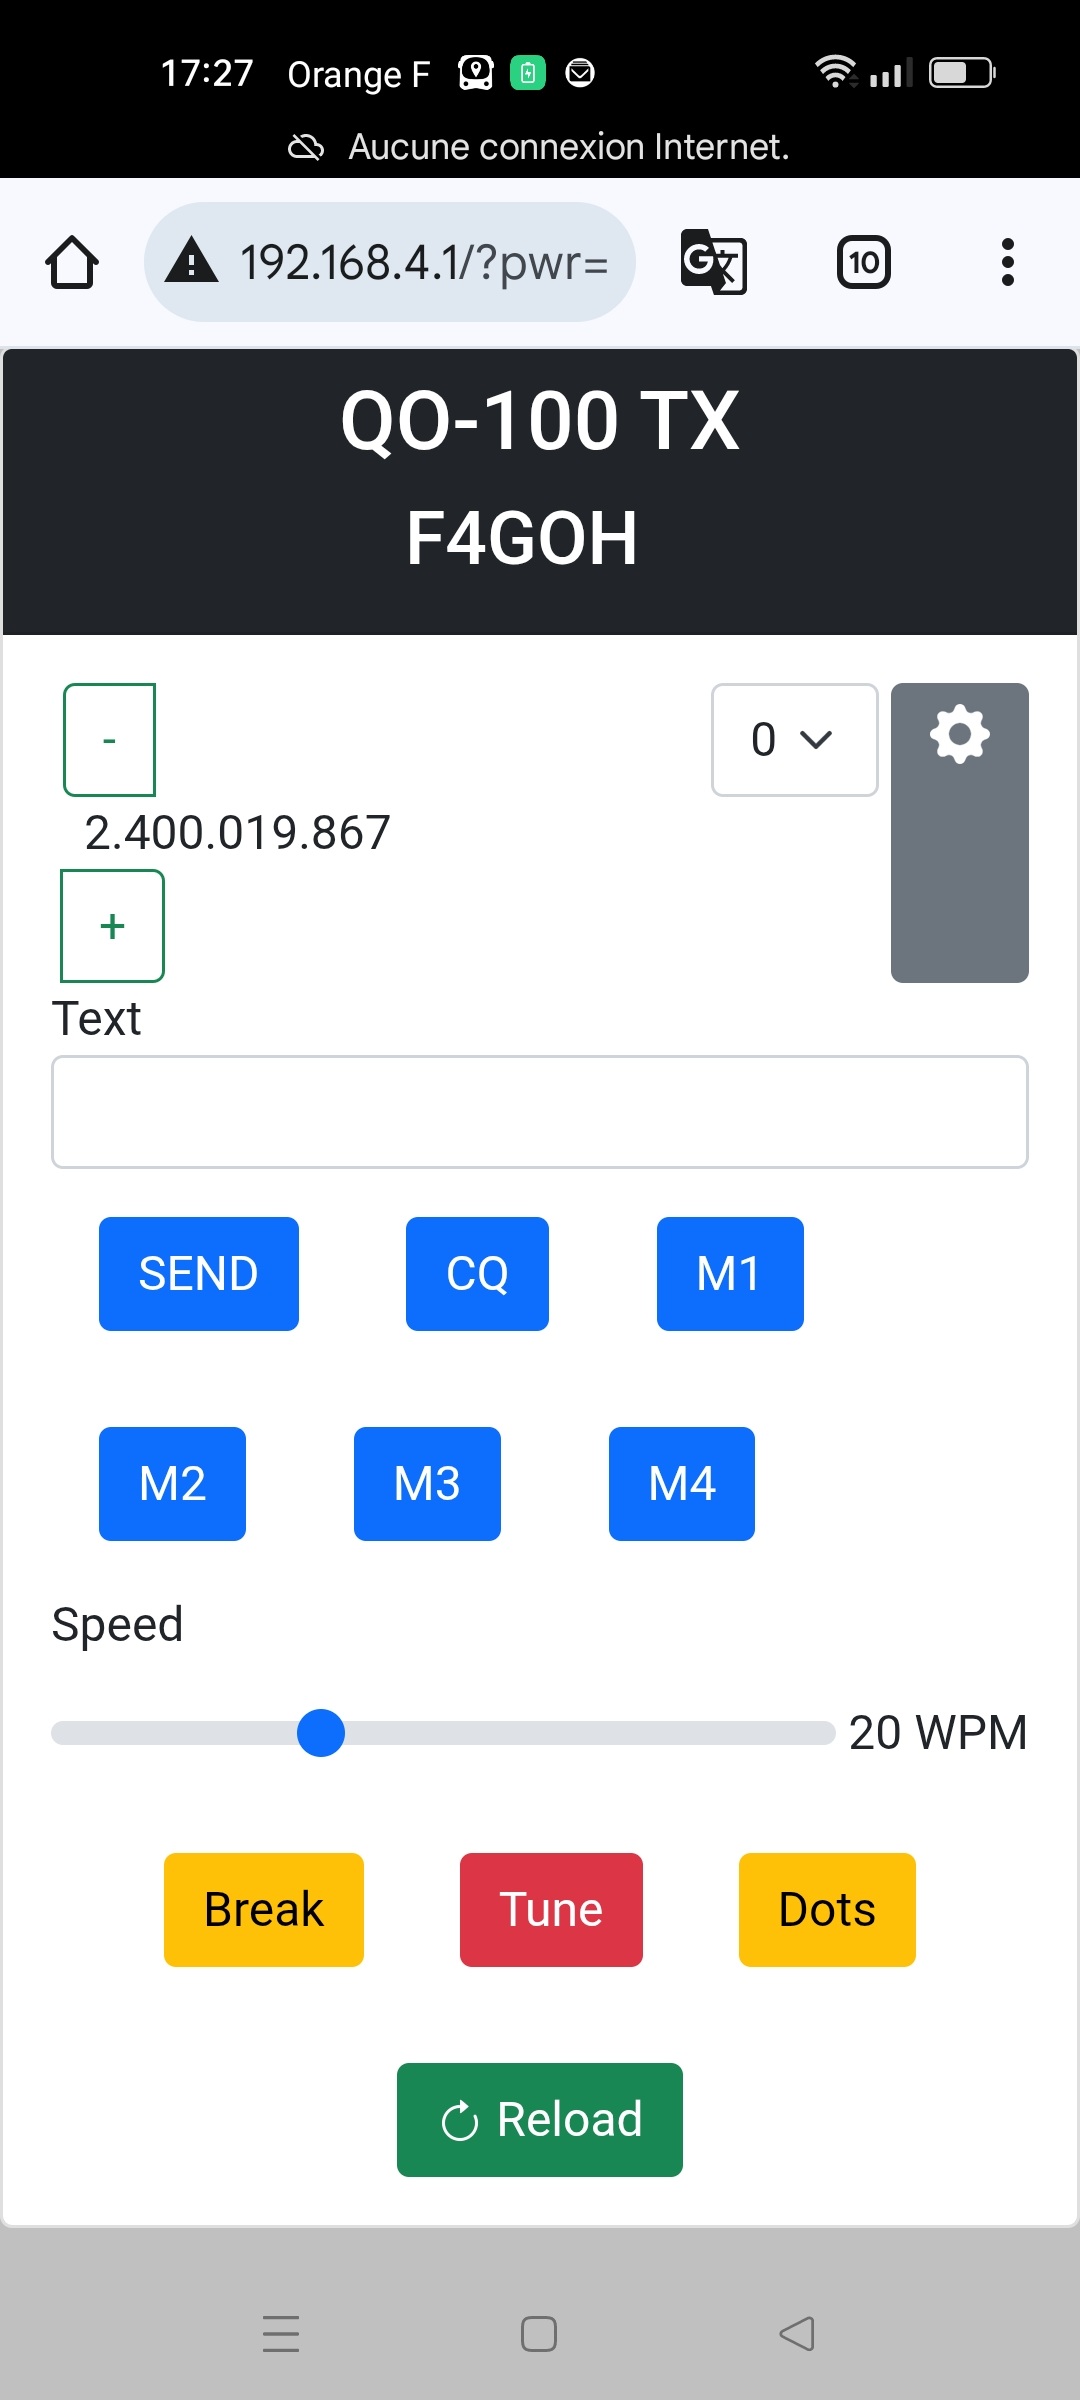 17:27 Orange F
Aucune connexion Internet.
192.168.4.1/?pwr= 10
QO-100 TX
F4GOH
-
0
2.400.019.867
+
Text
SEND CQ M1
M2 M3 M4
Speed
20 WPM
Break Tune Dots
Reload